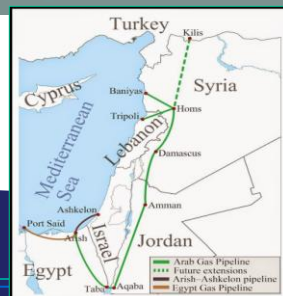 Turkey
Kilis
Cyprus
Baniyas
Syria
Homs
Tripoli
Lebanon
Mediterranean
Sea
Damascus
Ashkelon
Port Said
Arish
Israel
Amman
Jordan
Egypt
Taba
Aqaba
Arab Gas Pipeline
Future extensions
Arish–Ashkelon pipeline
Egypt Gas Pipeline